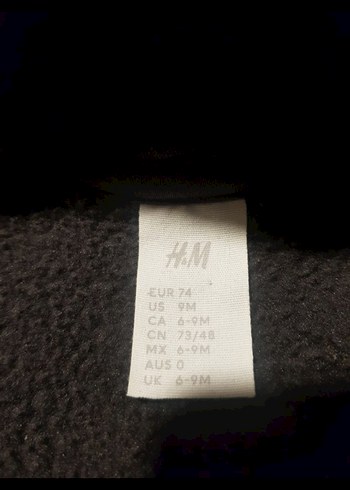 H&M
EUR 74
US 9M
CA 6-9M
CN 73/48
MX 6-9M
AUS 0
UK 6-9M